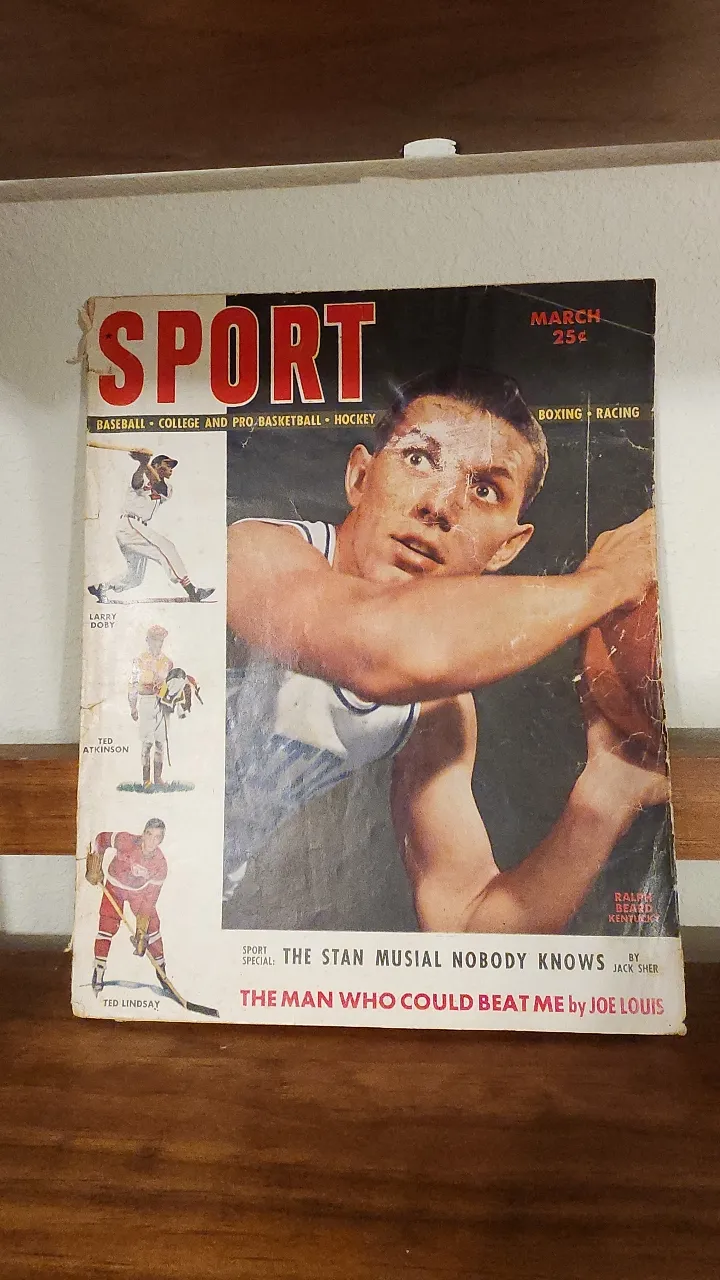 SPORT
MARCH
25¢
BASEBALL • COLLEGE AND PRO BASKETBALL • HOCKEY
BOXING • RACING
LARRY
DOBY
TED
ATKINSON
TED LINDSAY
RALPH
BEARD
KENTUCKY
SPORT
SPECIAL:
THE STAN MUSIAL NOBODY KNOWS
BY
JACK SHER
THE MAN WHO COULD BEAT ME by JOE LOUIS